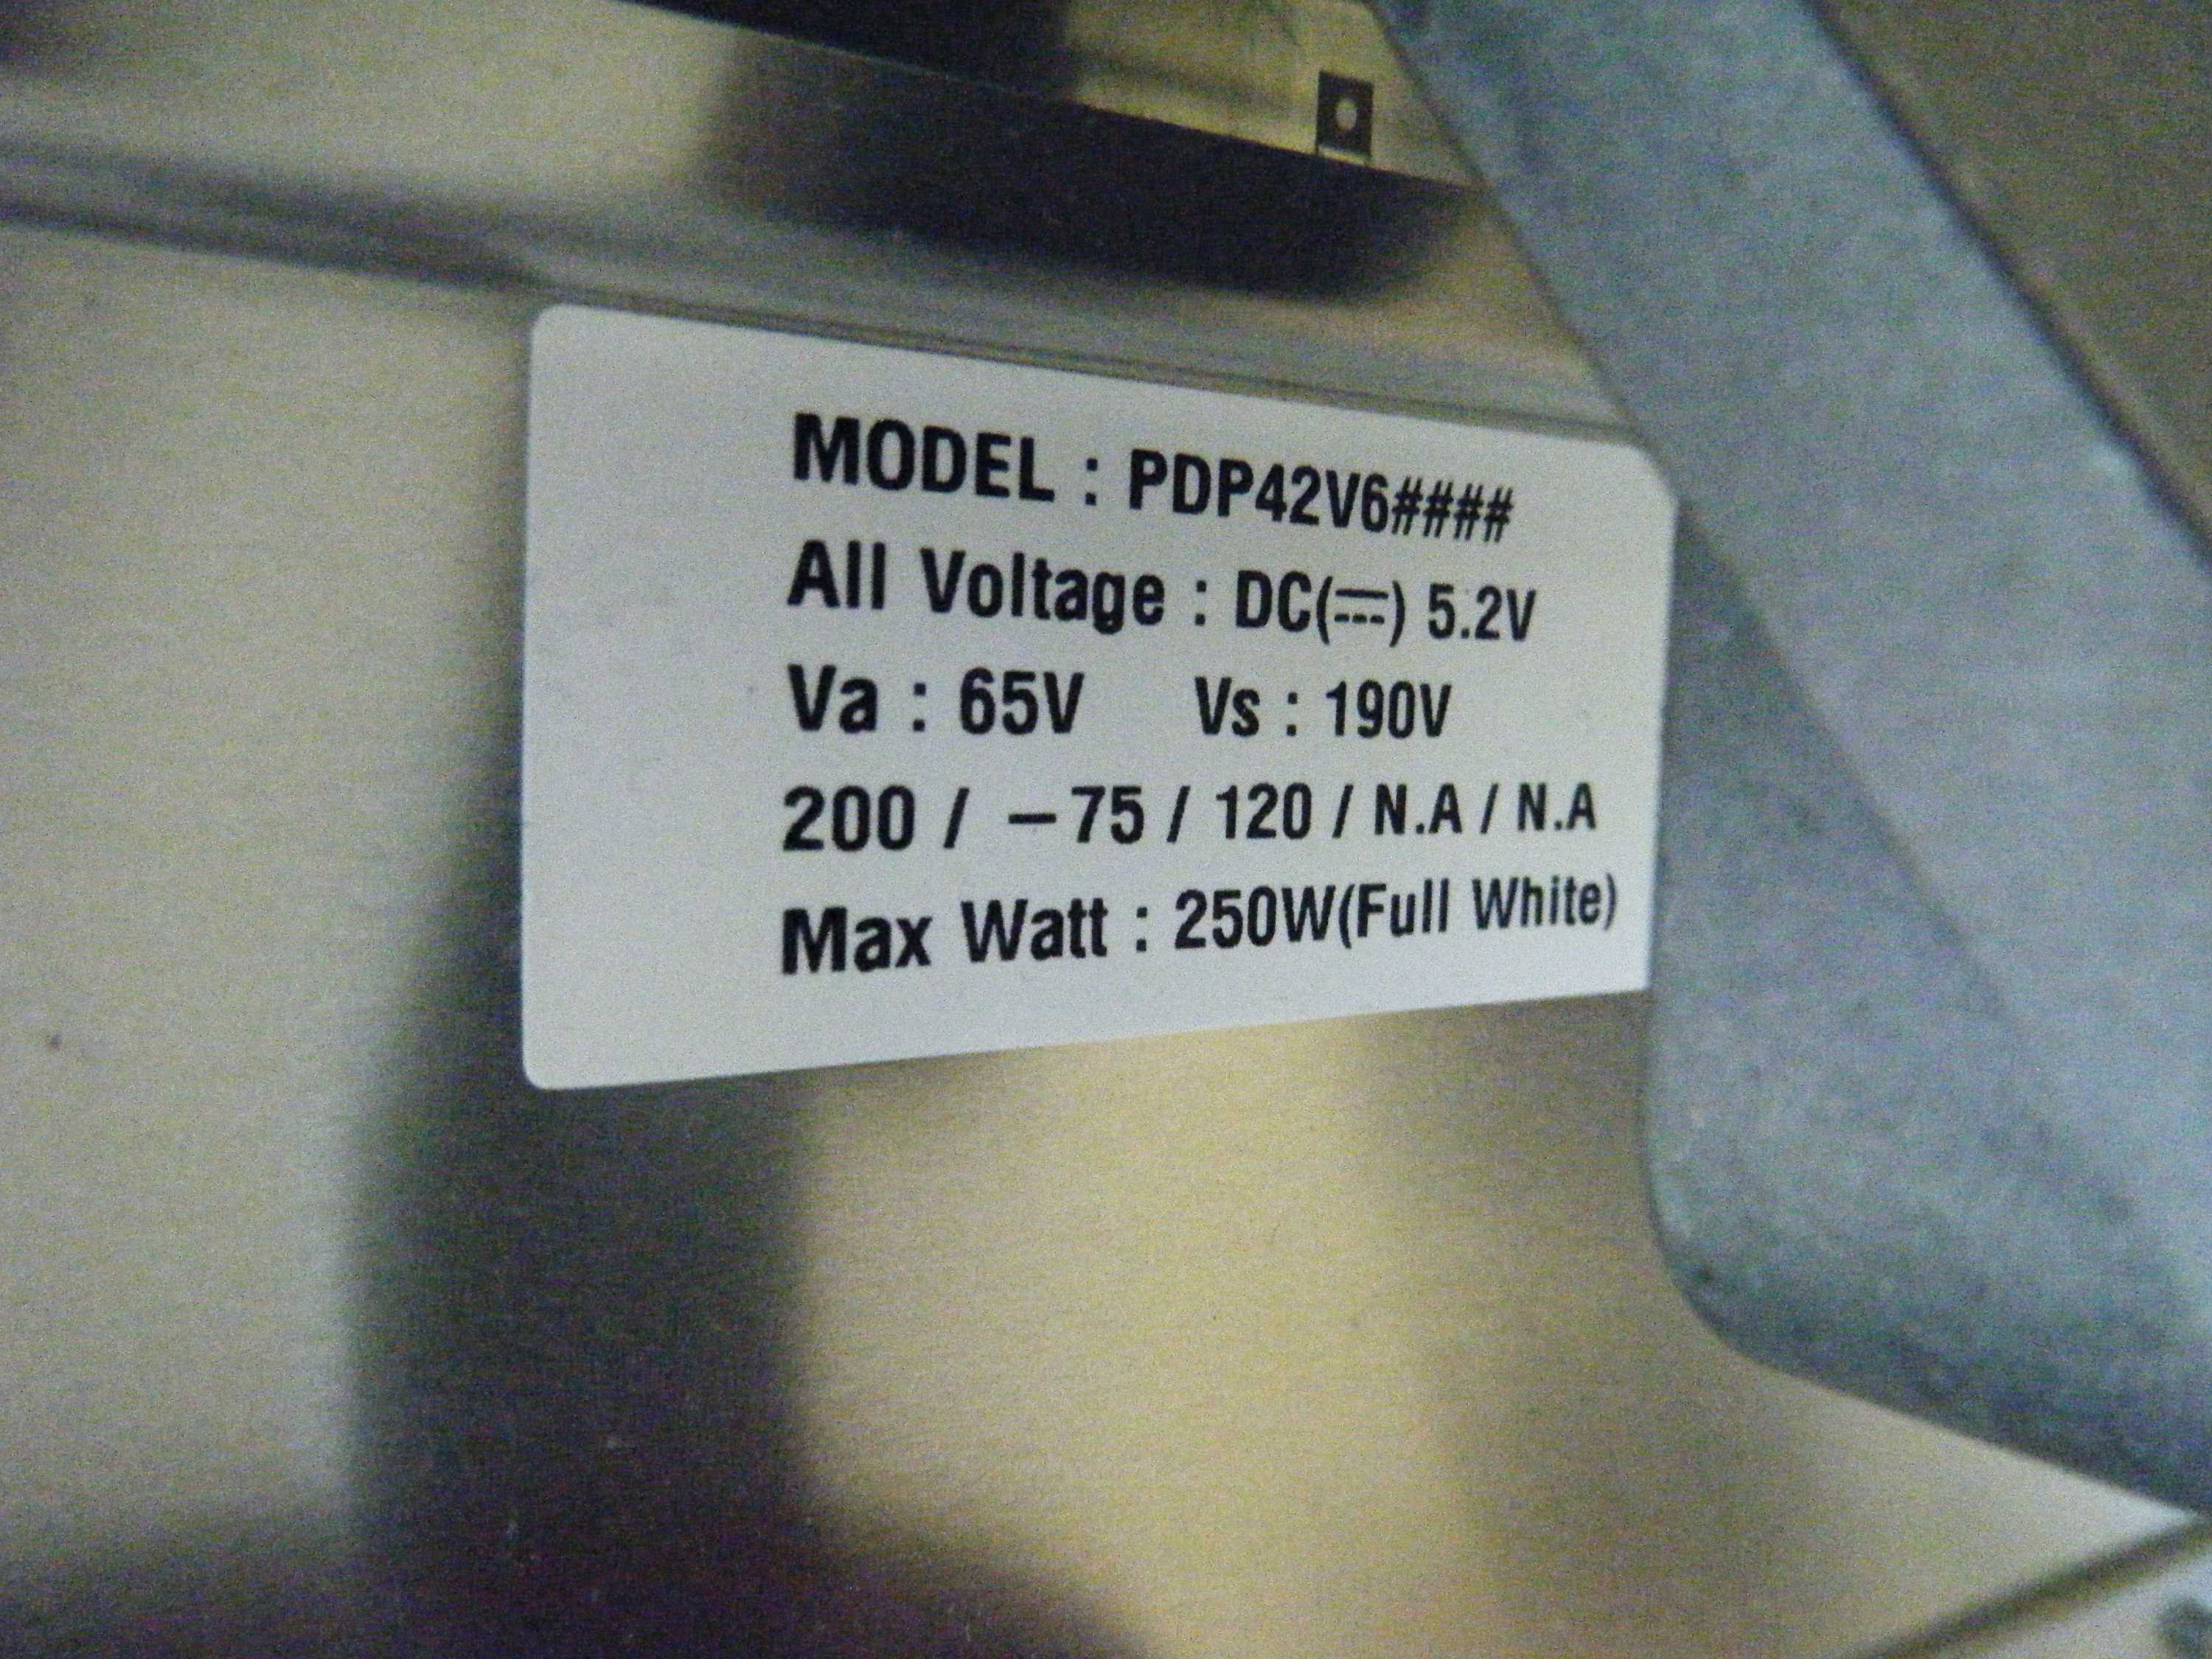 MODEL : PDP42V6####
All Voltage : DC(⎓) 5.2V
Va : 65V Vs : 190V
200 / -75 / 120 / N.A / N.A
Max Watt : 250W(Full White)